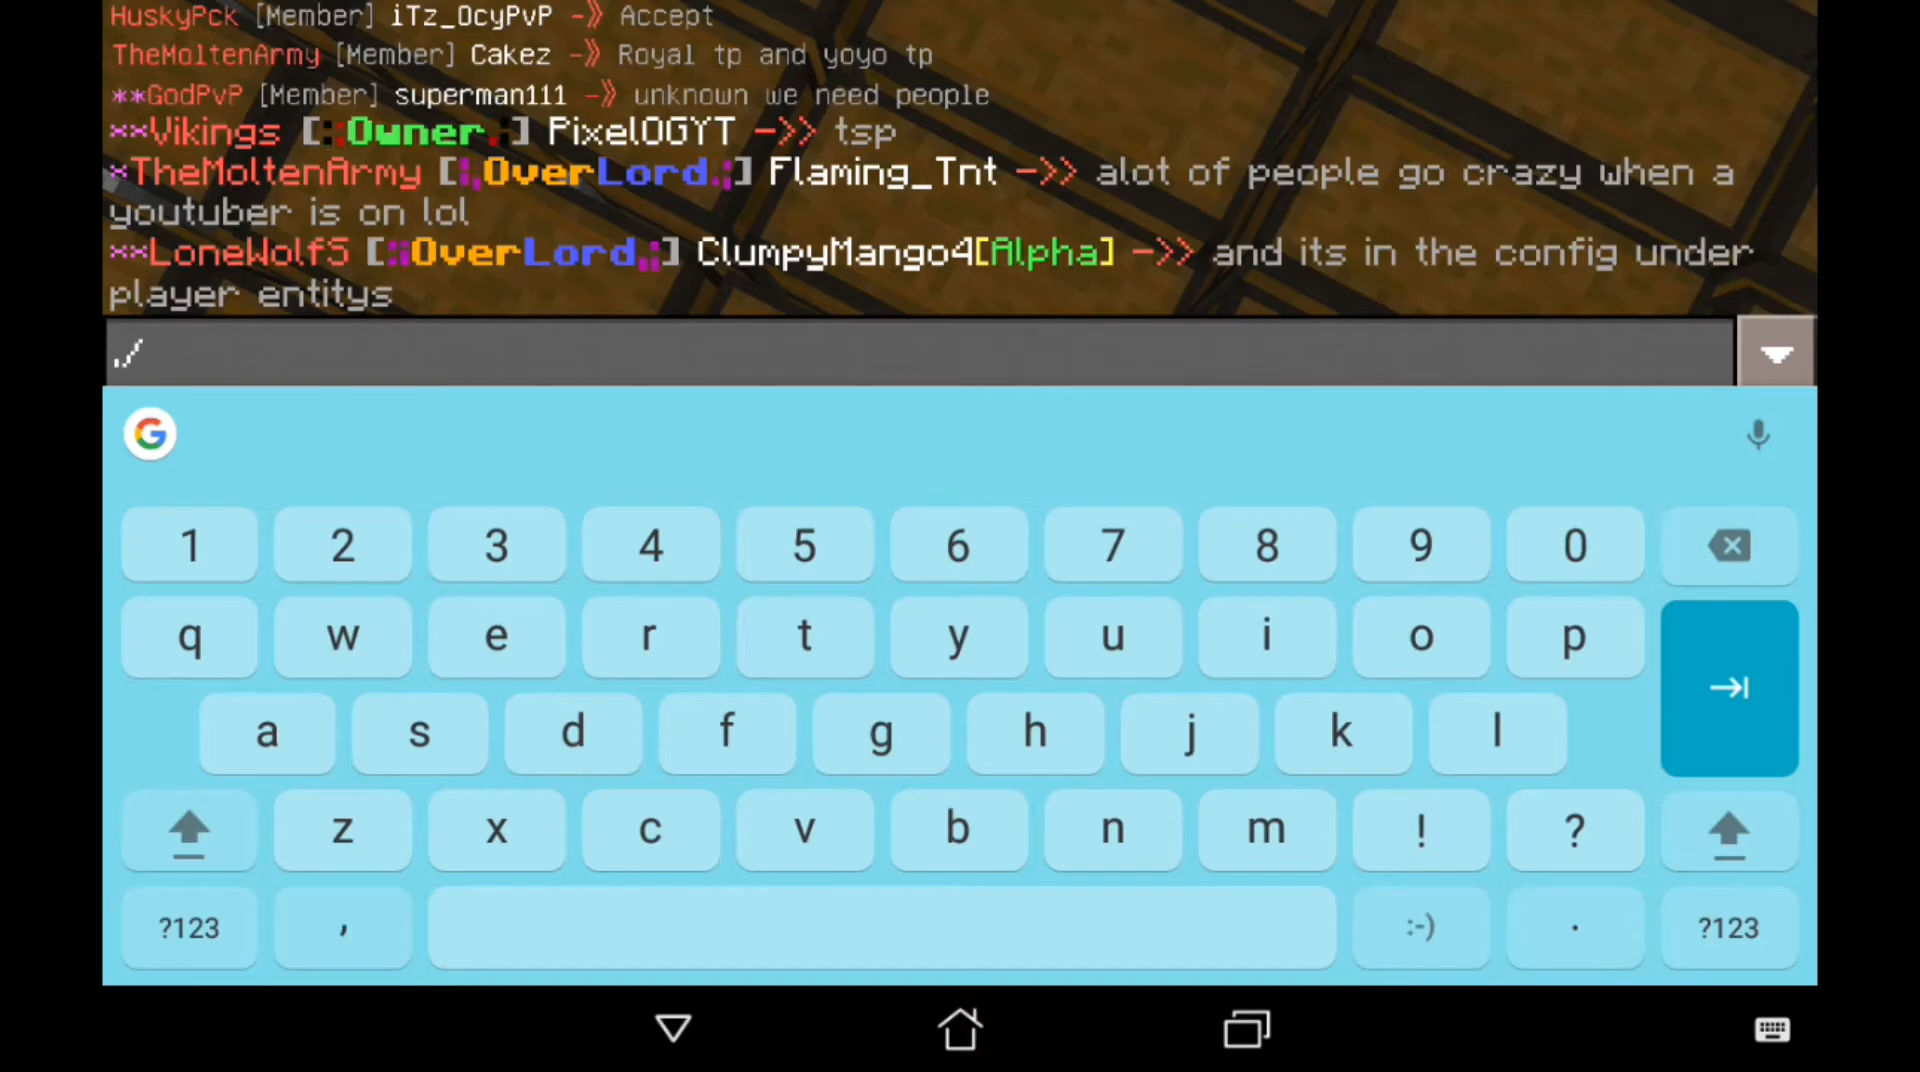 HuskyPck [Member] iTz_OcyPvP -》 Accept
TheMoltenArmy [Member] Cakez -》 Royal tp and yoyo tp
**GodPvP [Member] superman111 -》 unknown we need people
**Vikings [::Owner.:] PixelOGYT ->> tsp
*TheMoltenArmy [:.OverLord.:] Flaming_Tnt ->> alot of people go crazy when a
youtuber is on lol
**LoneWolfS [::OverLord.:] ClumpyMango4[Alpha] ->> and its in the config under
player entitys
./
1 2 3 4 5 6 7 8 9 0
q w e r t y u i o p
a s d f g h j k l
z x c v b n m ! ?
?123 , :-) . ?123